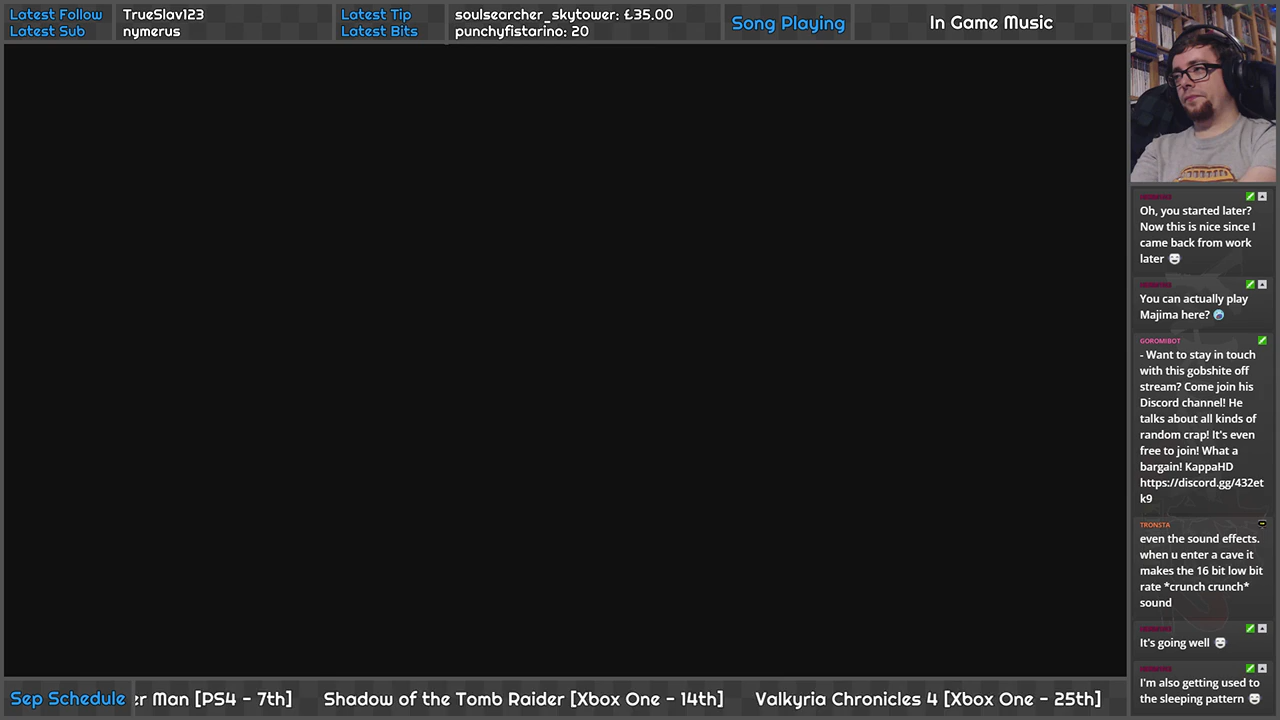 Latest Follow
TrueSlav123
Latest Sub
nymerus
Latest Tip
soulsearcher_skytower: £35.00
Latest Bits
punchyfistarino: 20
Song Playing
In Game Music
Oh, you started later?
Now this is nice since I
came back from work
later
You can actually play
Majima here?
GOROMIBOT
- Want to stay in touch
with this gobshite off
stream? Come join his
Discord channel! He
talks about all kinds of
random crap! It's even
free to join! What a
bargain! KappaHD
https://discord.gg/432et
k9
TRONSTA
even the sound effects.
when u enter a cave it
makes the 16 bit low bit
rate *crunch crunch*
sound
It's going well
I'm also getting used to
the sleeping pattern
Sep Schedule
er Man [PS4 - 7th]
Shadow of the Tomb Raider [Xbox One - 14th]
Valkyria Chronicles 4 [Xbox One - 25th]